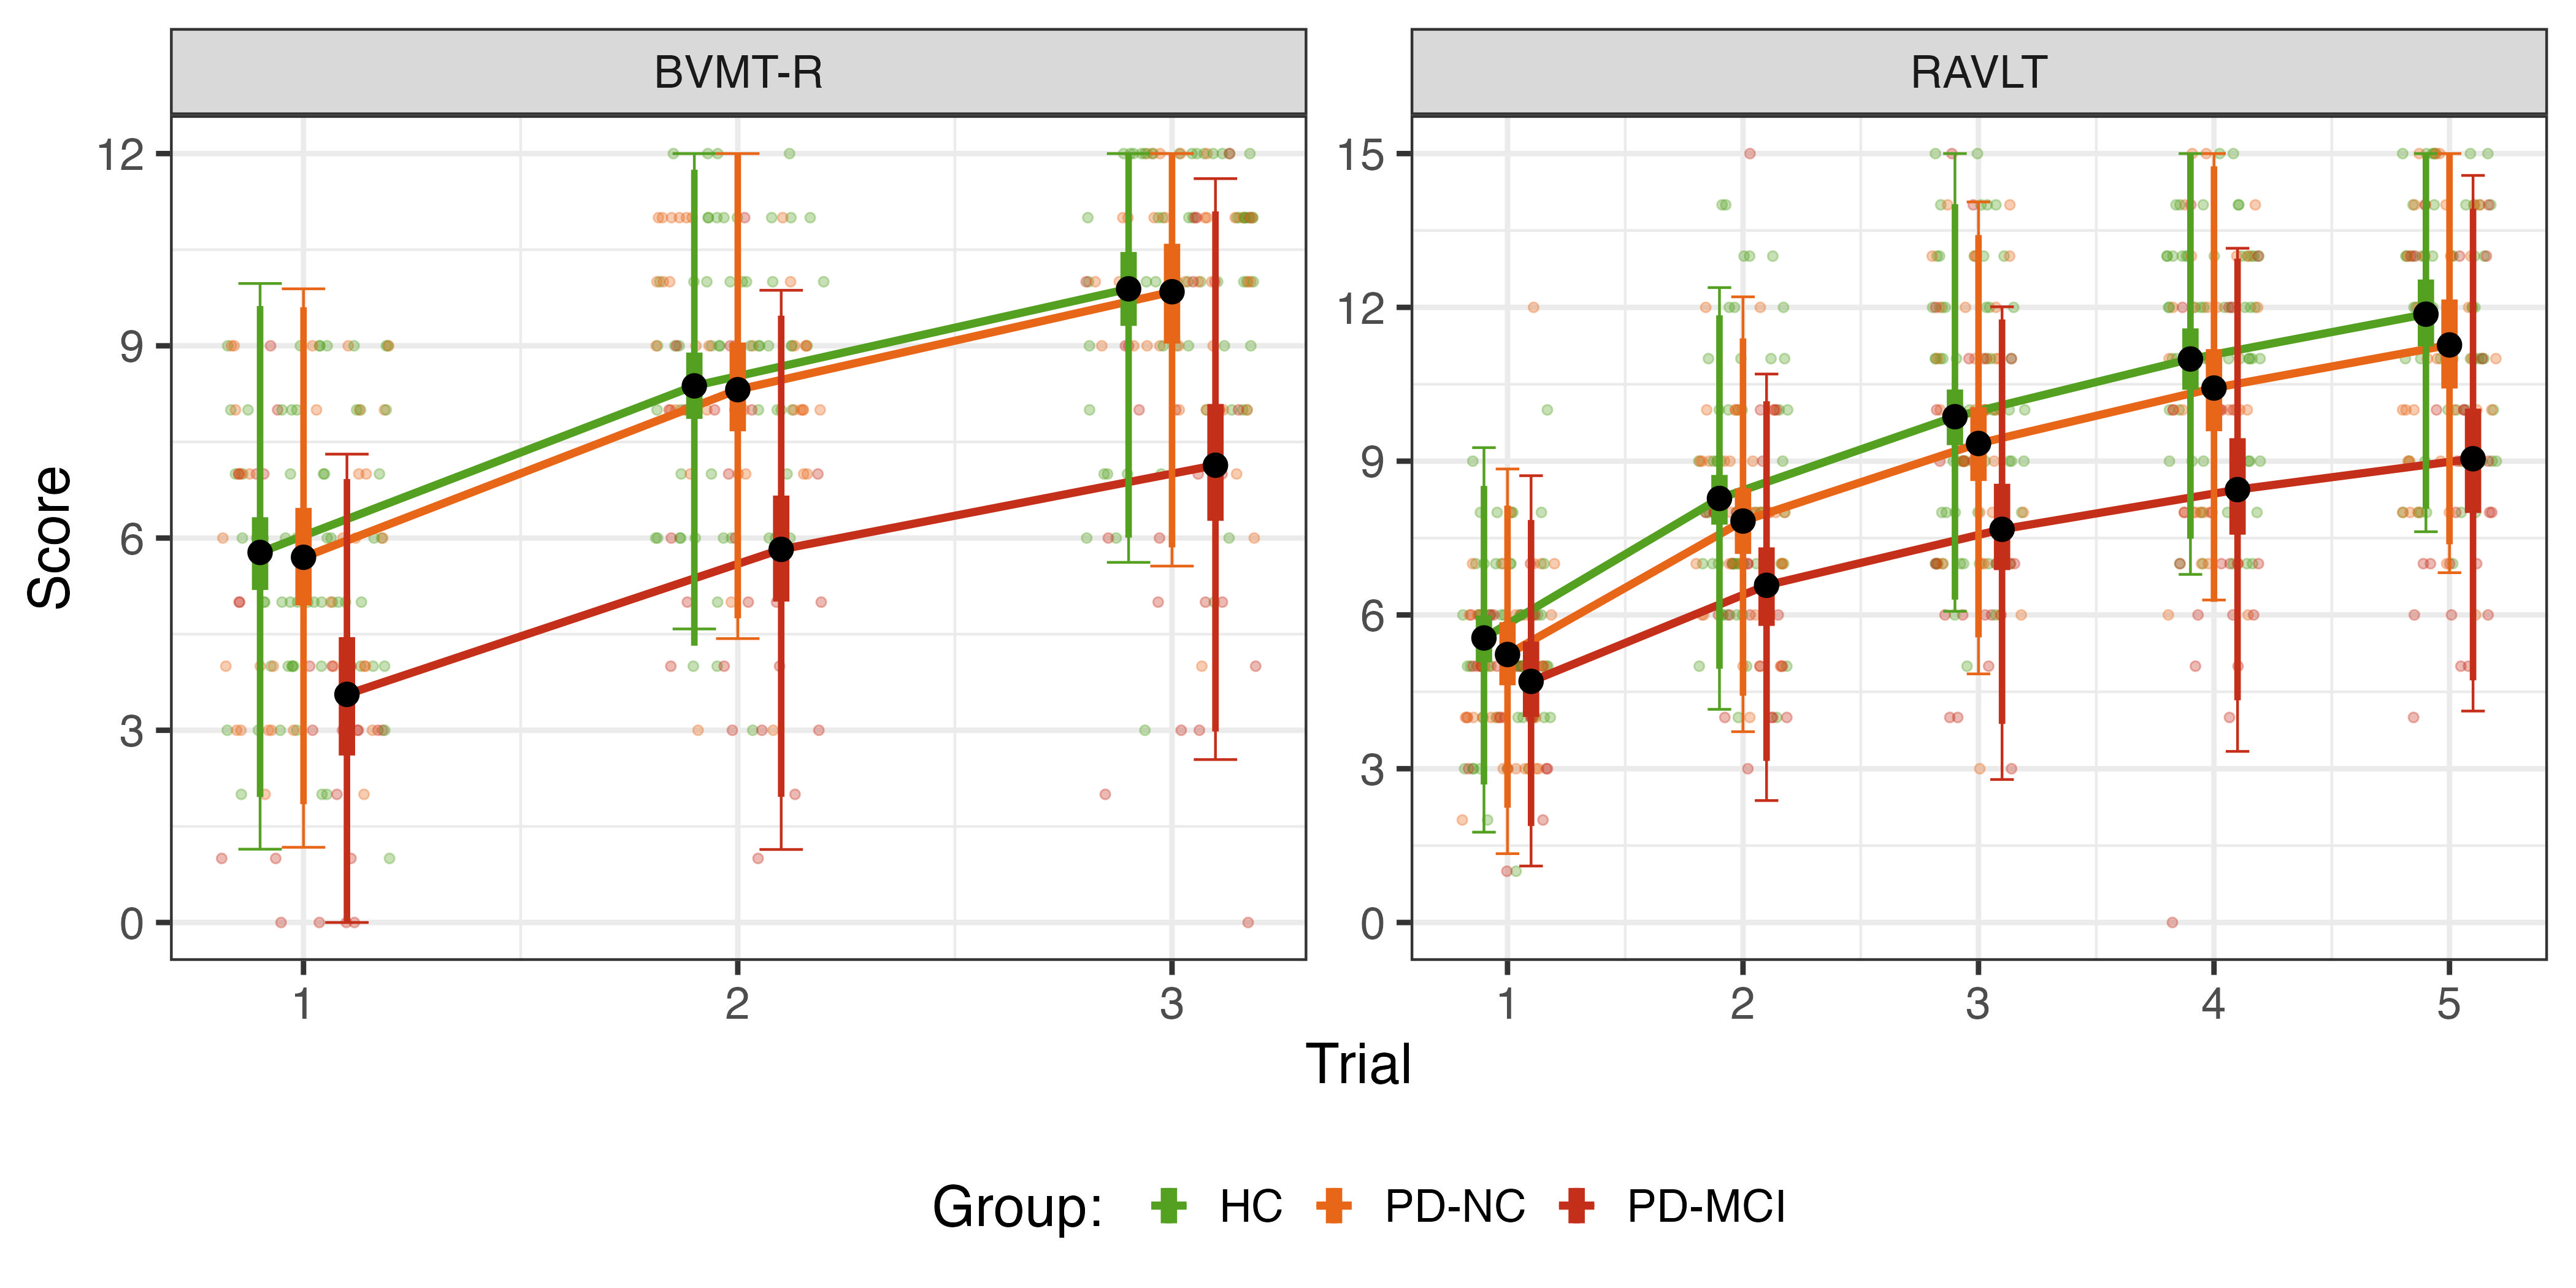 BVMT-R
RAVLT
Score
12
9
6
3
0
15
12
9
6
3
0
1 2 3
1 2 3 4 5
Trial
Group: HC PD-NC PD-MCI